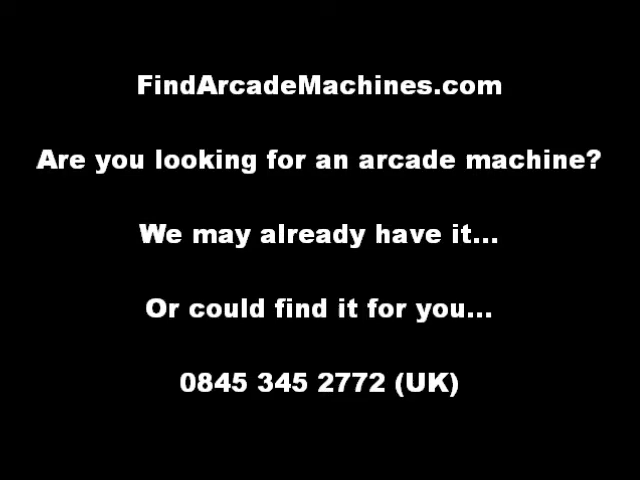 FindArcadeMachines.com
Are you looking for an arcade machine?
We may already have it...
Or could find it for you...
0845 345 2772 (UK)